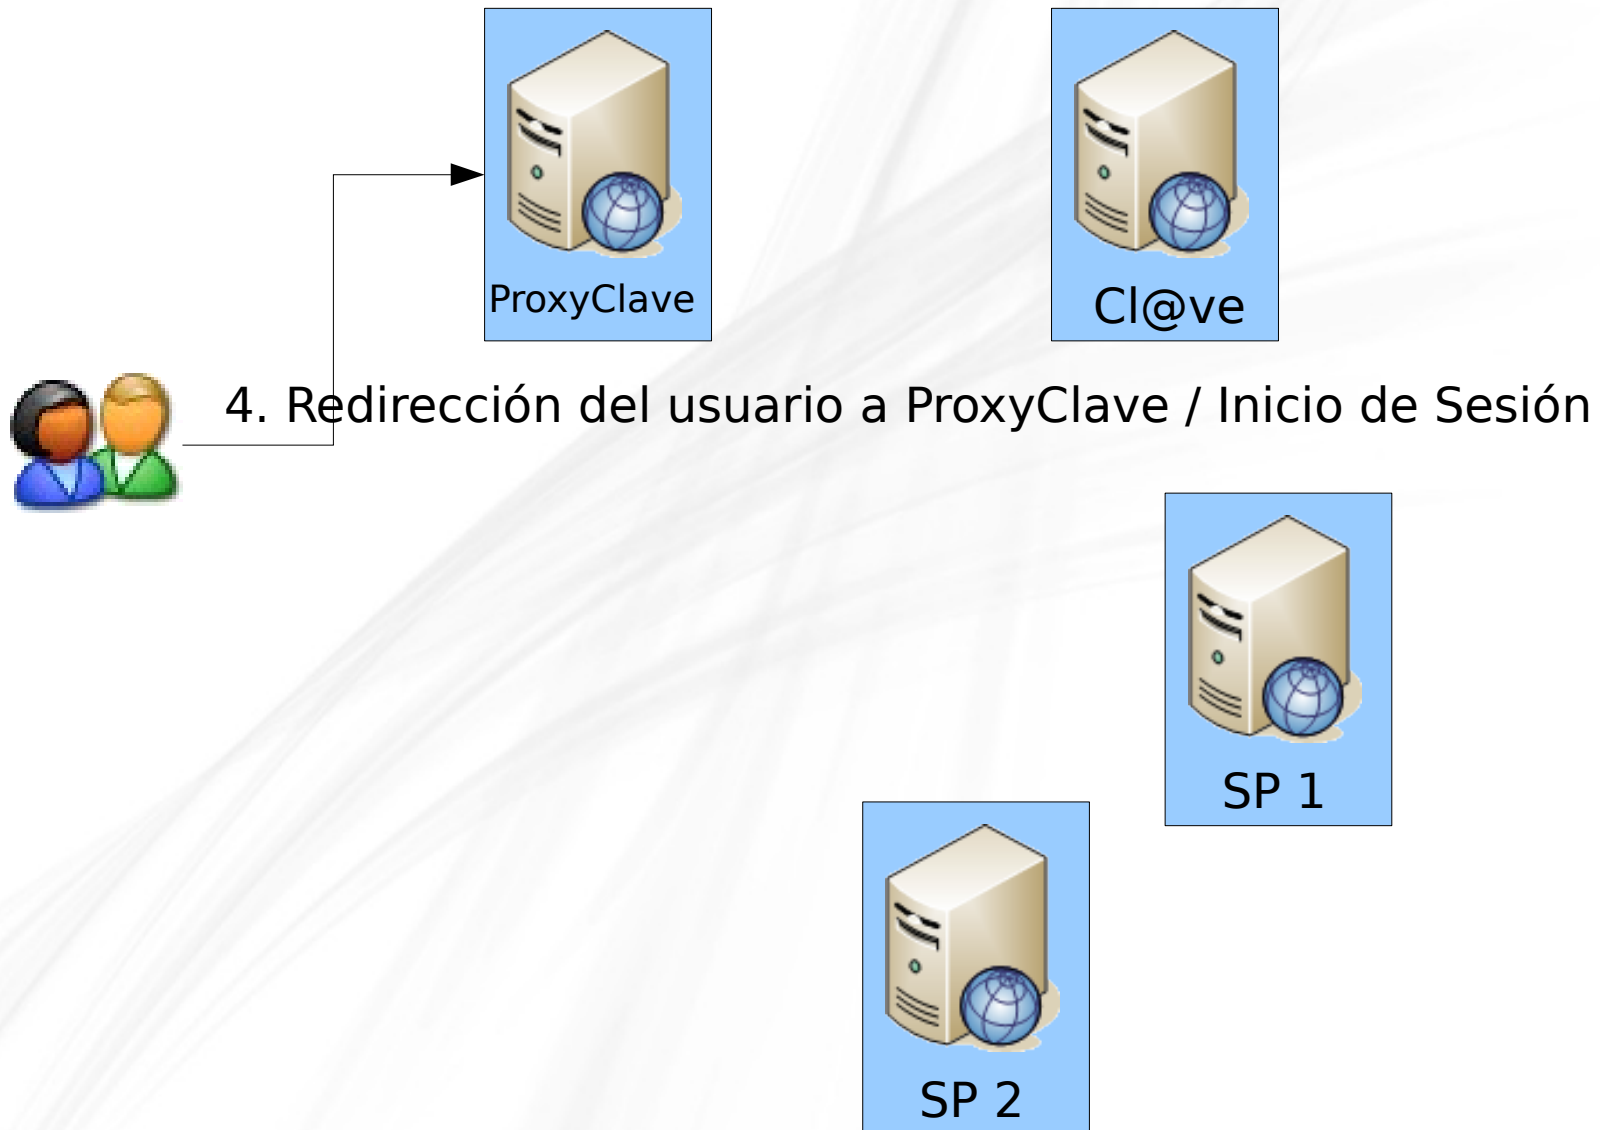 ProxyClave
Cl@ve
4. Redirección del usuario a ProxyClave / Inicio de Sesión
SP 1
SP 2